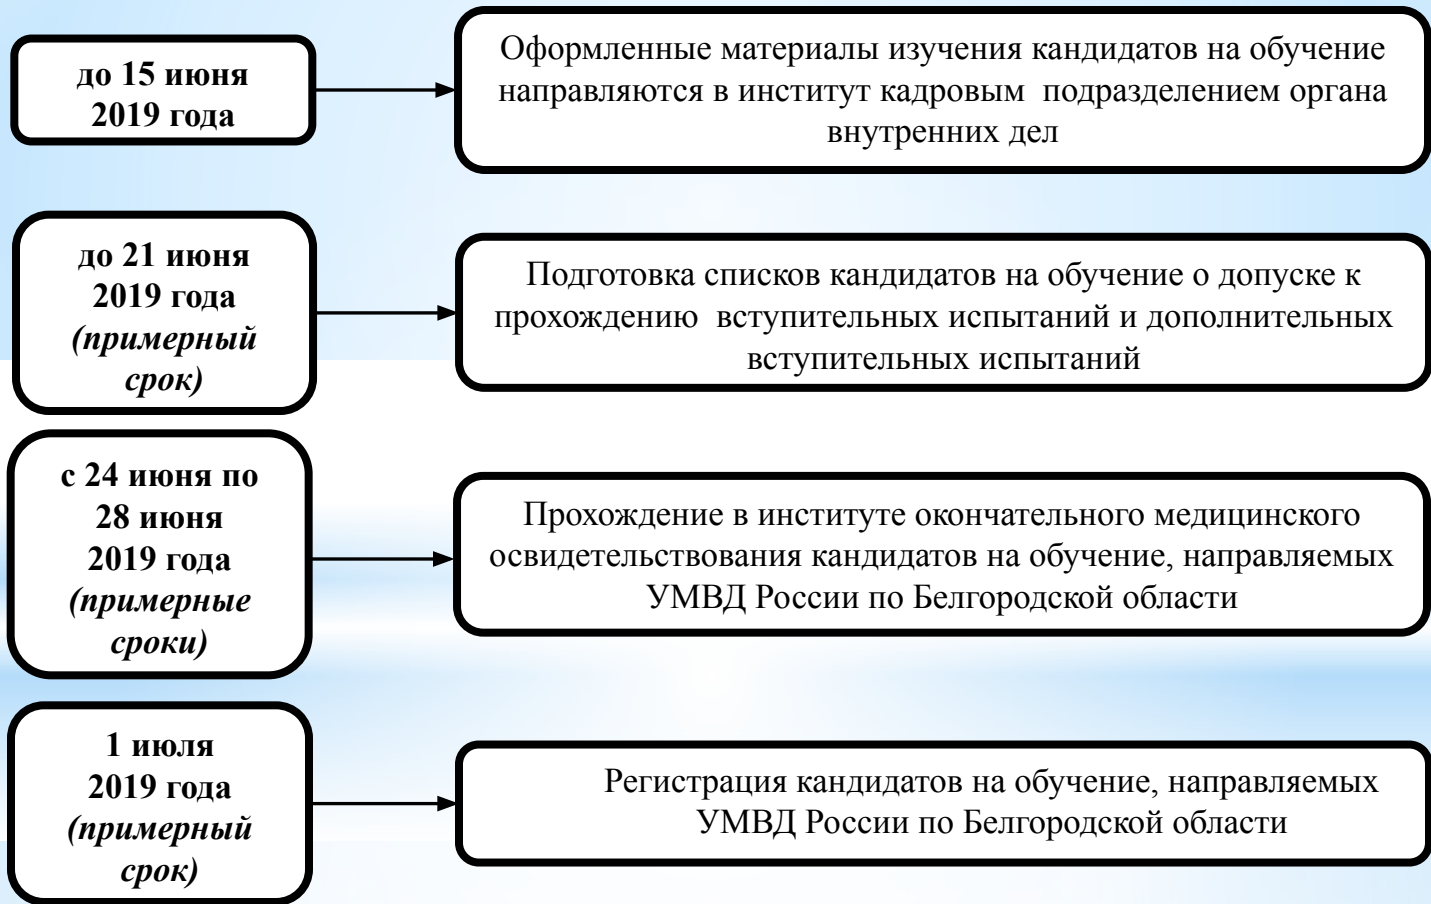 до 15 июня
2019 года
Оформленные материалы изучения кандидатов на обучение
направляются в институт кадровым подразделением органа
внутренних дел
до 21 июня
2019 года
(примерный
срок)
Подготовка списков кандидатов на обучение о допуске к
прохождению вступительных испытаний и дополнительных
вступительных испытаний
с 24 июня по
28 июня
2019 года
(примерные
сроки)
Прохождение в институте окончательного медицинского
освидетельствования кандидатов на обучение, направляемых
УМВД России по Белгородской области
1 июля
2019 года
(примерный
срок)
Регистрация кандидатов на обучение, направляемых
УМВД России по Белгородской области